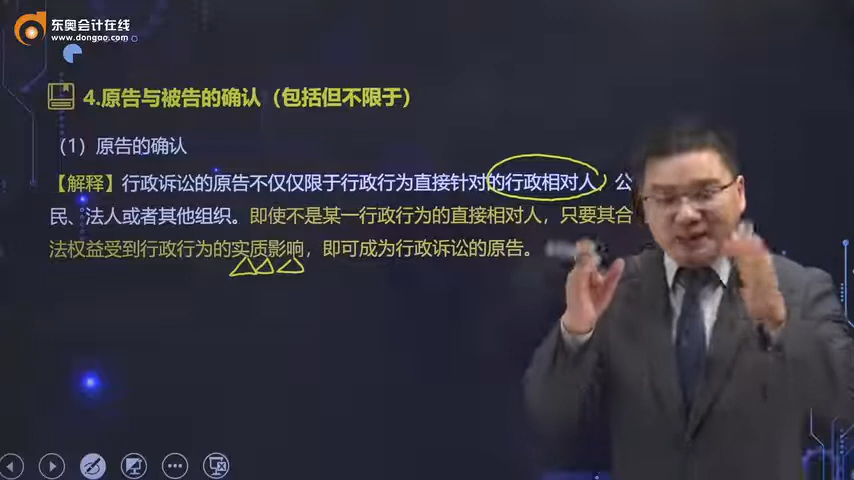 东奥会计在线
www.dongao.com
4.原告与被告的确认（包括但不限于）
（1）原告的确认
【解释】行政诉讼的原告不仅仅限于行政行为直接针对的行政相对人，公
民、法人或者其他组织。即使不是某一行政行为的直接相对人，只要其合
法权益受到行政行为的实质影响，即可成为行政诉讼的原告。